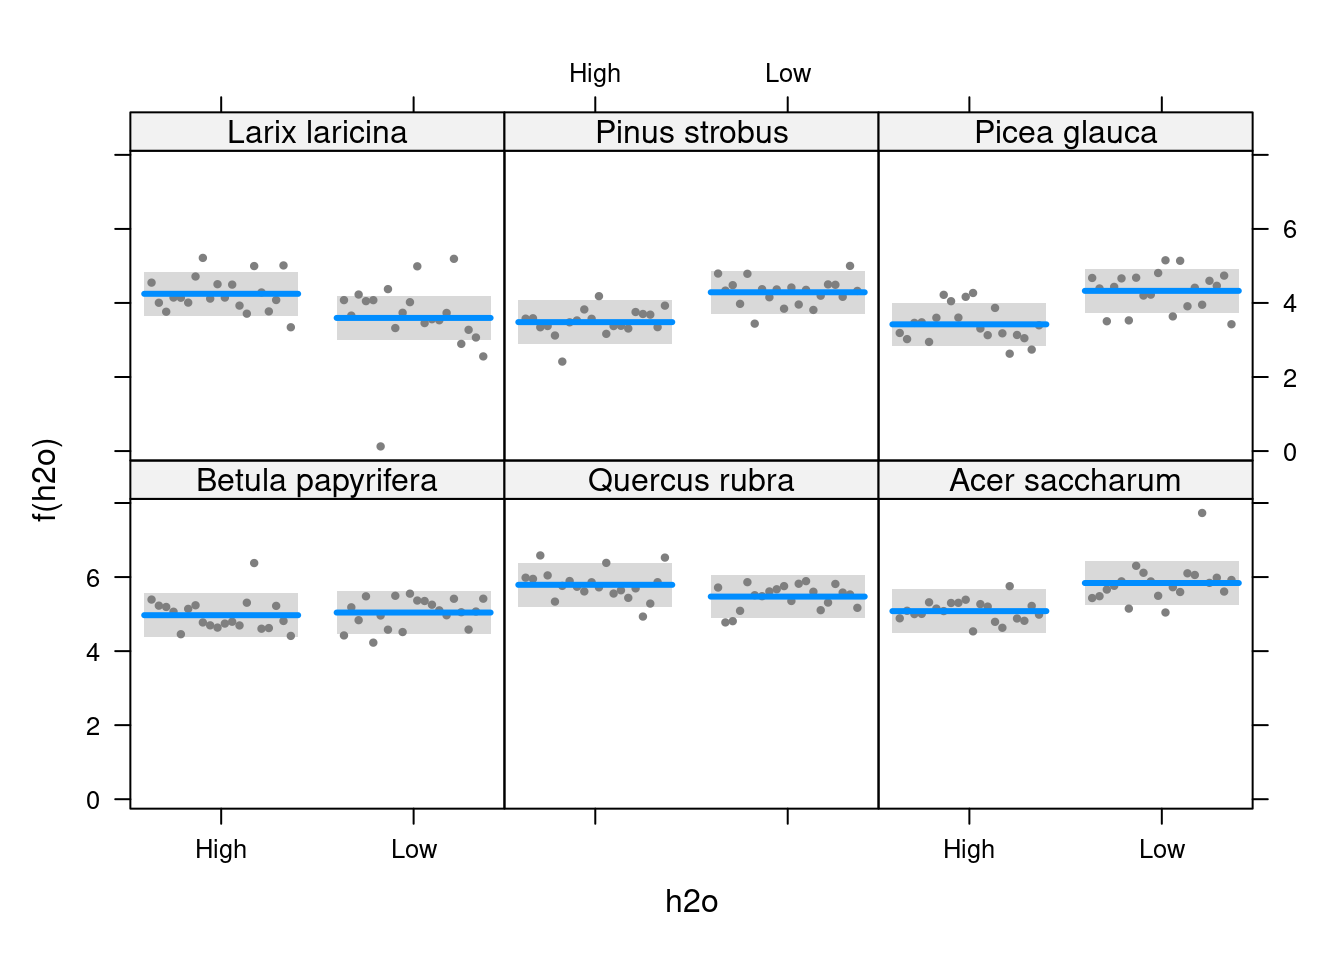 High Low
Larix laricina Pinus strobus Picea glauca
6
4
2
0
f(h2o)
Betula papyrifera Quercus rubra Acer saccharum
6
4
2
0
High Low High Low
h2o